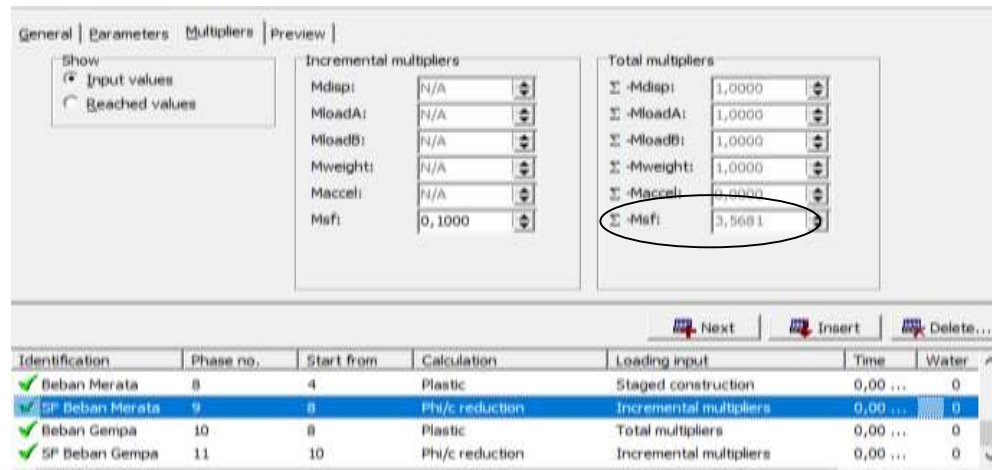 General Parameters Multipliers Preview
Show
Input values
Reached values
Incremental multipliers
Mdisp: N/A
MloadA: N/A
MloadB: N/A
Mweight: N/A
Maccel: N/A
Msf: 0,1000
Total multipliers
Σ -Mdisp: 1,0000
Σ -MloadA: 1,0000
Σ -MloadB: 1,0000
Σ -Mweight: 1,0000
Σ -Maccel: 0,0000
Σ -Msf: 3,5681
Next Insert Delete...
Identification Phase no. Start from Calculation Loading input Time Water
Beban Merata 8 4 Plastic Staged construction 0,00 ... 0
SF Beban Merata 9 8 Phi/c reduction Incremental multipliers 0,00 ... 0
Beban Gempa 10 8 Plastic Total multipliers 0,00 ... 0
SF Beban Gempa 11 10 Phi/c reduction Incremental multipliers 0,00 ... 0